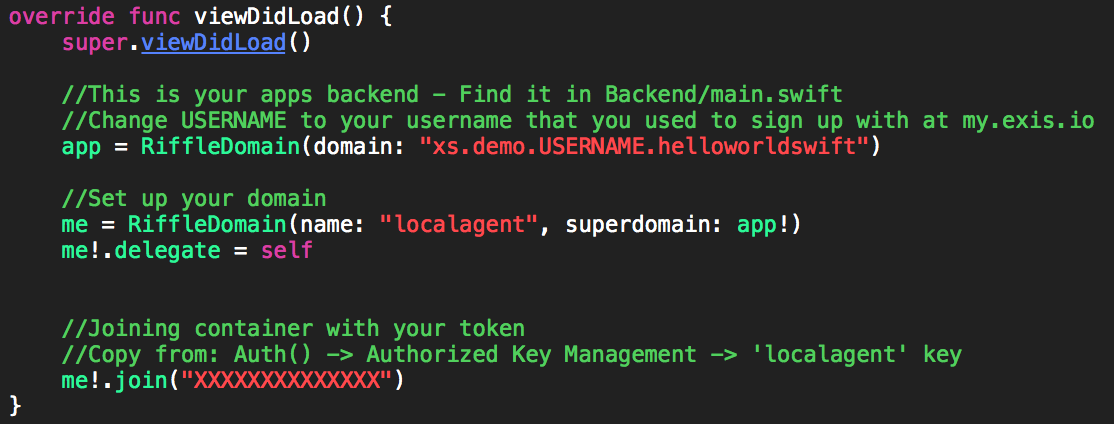 override func viewDidLoad() {
super.viewDidLoad()
//This is your apps backend - Find it in Backend/main.swift
//Change USERNAME to your username that you used to sign up with at my.exis.io
app = RiffleDomain(domain: "xs.demo.USERNAME.helloworldswift")
//Set up your domain
me = RiffleDomain(name: "localagent", superdomain: app!)
me!.delegate = self
//Joining container with your token
//Copy from: Auth() -> Authorized Key Management -> 'localagent' key
me!.join("XXXXXXXXXXXXXX")
}